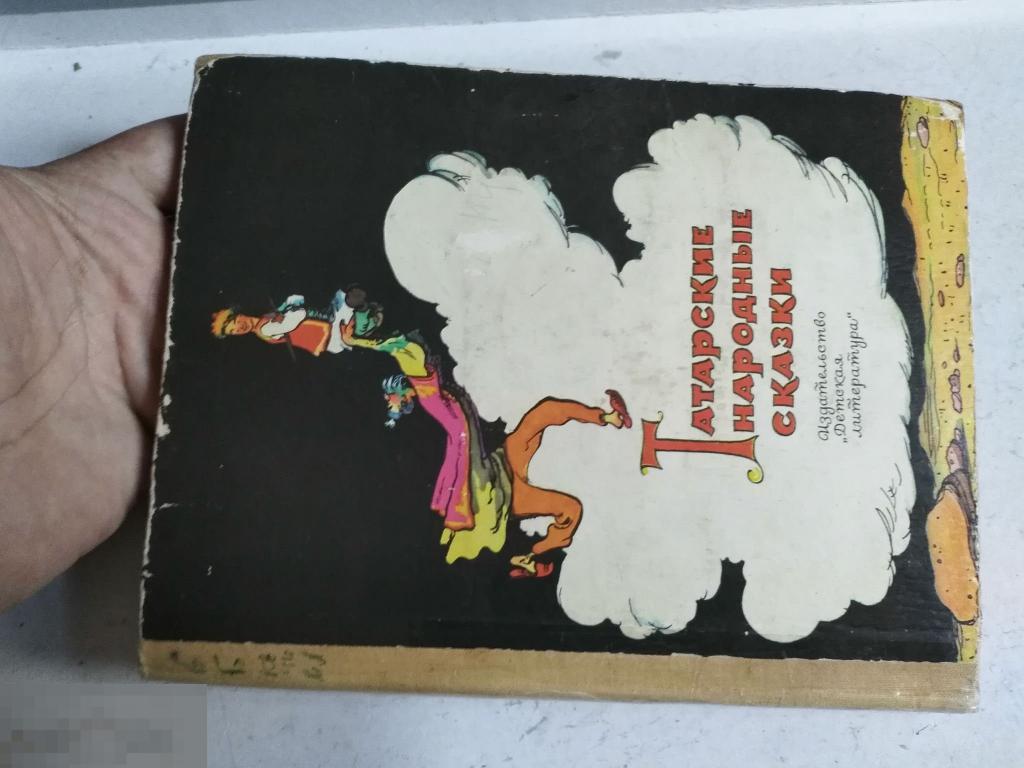 ТАТАРСКИЕ
НАРОДНЫЕ
СКАЗКИ
Издательство
„Детская
литература“